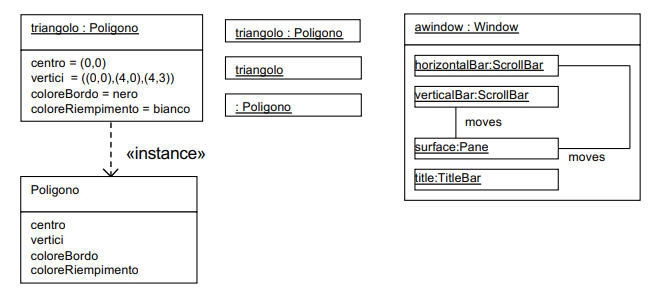 triangolo : Poligono
centro = (0,0)
vertici = ((0,0),(4,0),(4,3))
coloreBordo = nero
coloreRiempimento = bianco
«instance»
Poligono
centro
vertici
coloreBordo
coloreRiempimento
triangolo : Poligono
triangolo
: Poligono
awindow : Window
horizontalBar:ScrollBar
verticalBar:ScrollBar
moves
surface:Pane
moves
title:TitleBar